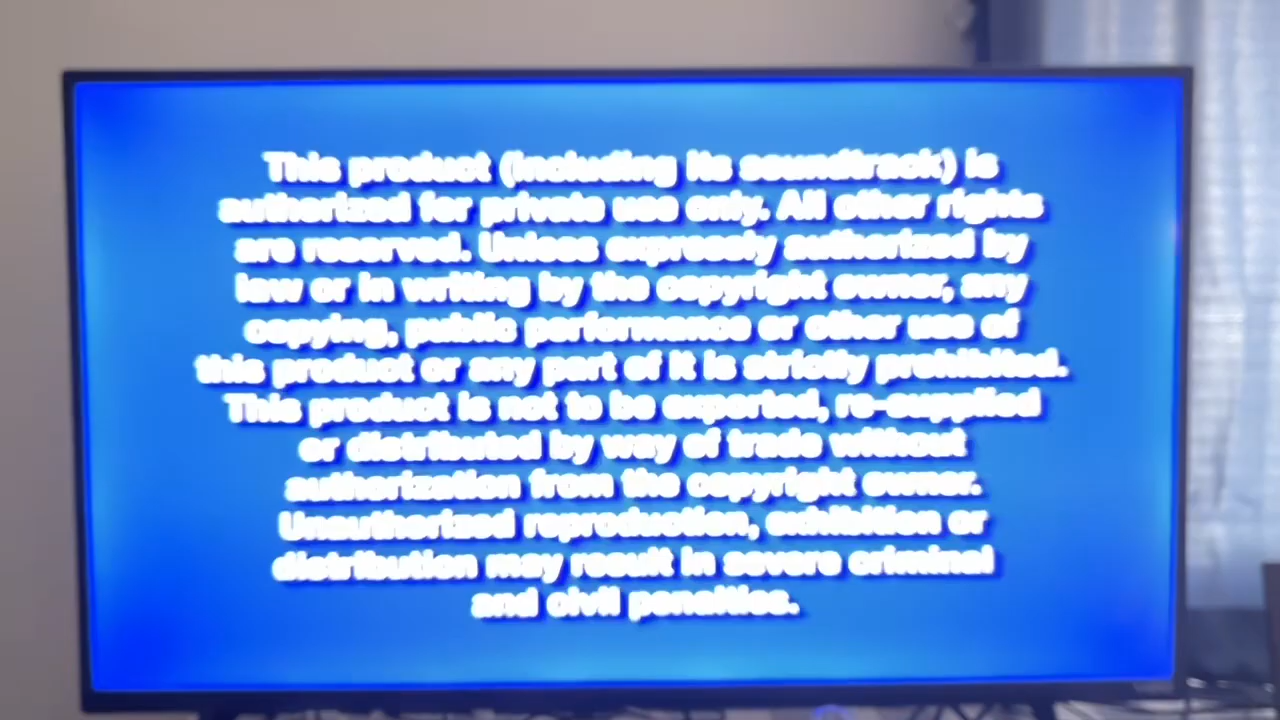 This product (including its soundtrack) is
authorized for private use only. All other rights
are reserved. Unless expressly authorized by
law or in writing by the copyright owner, any
copying, public performance or other use of
this product or any part of it is strictly prohibited.
This product is not to be exported, re-supplied
or distributed by way of trade without
authorization from the copyright owner.
Unauthorized reproduction, exhibition or
distribution may result in severe criminal
and civil penalties.